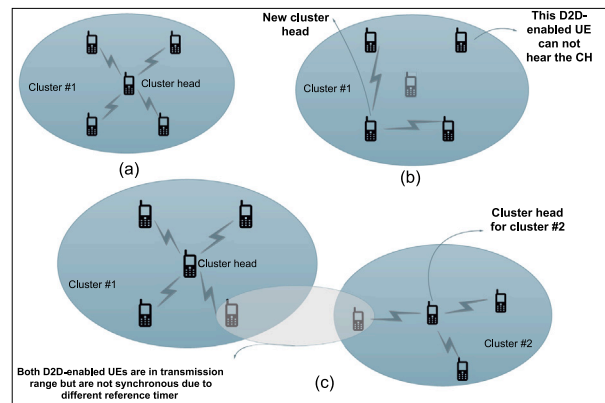 Cluster #1
Cluster head
(a)
New cluster
head
This D2D-
enabled UE
can not
hear the CH
Cluster #1
(b)
Cluster #1
Cluster head
Cluster head
for cluster #2
Cluster #2
Both D2D-enabled UEs are in transmission
range but are not synchronous due to
different reference timer
(c)